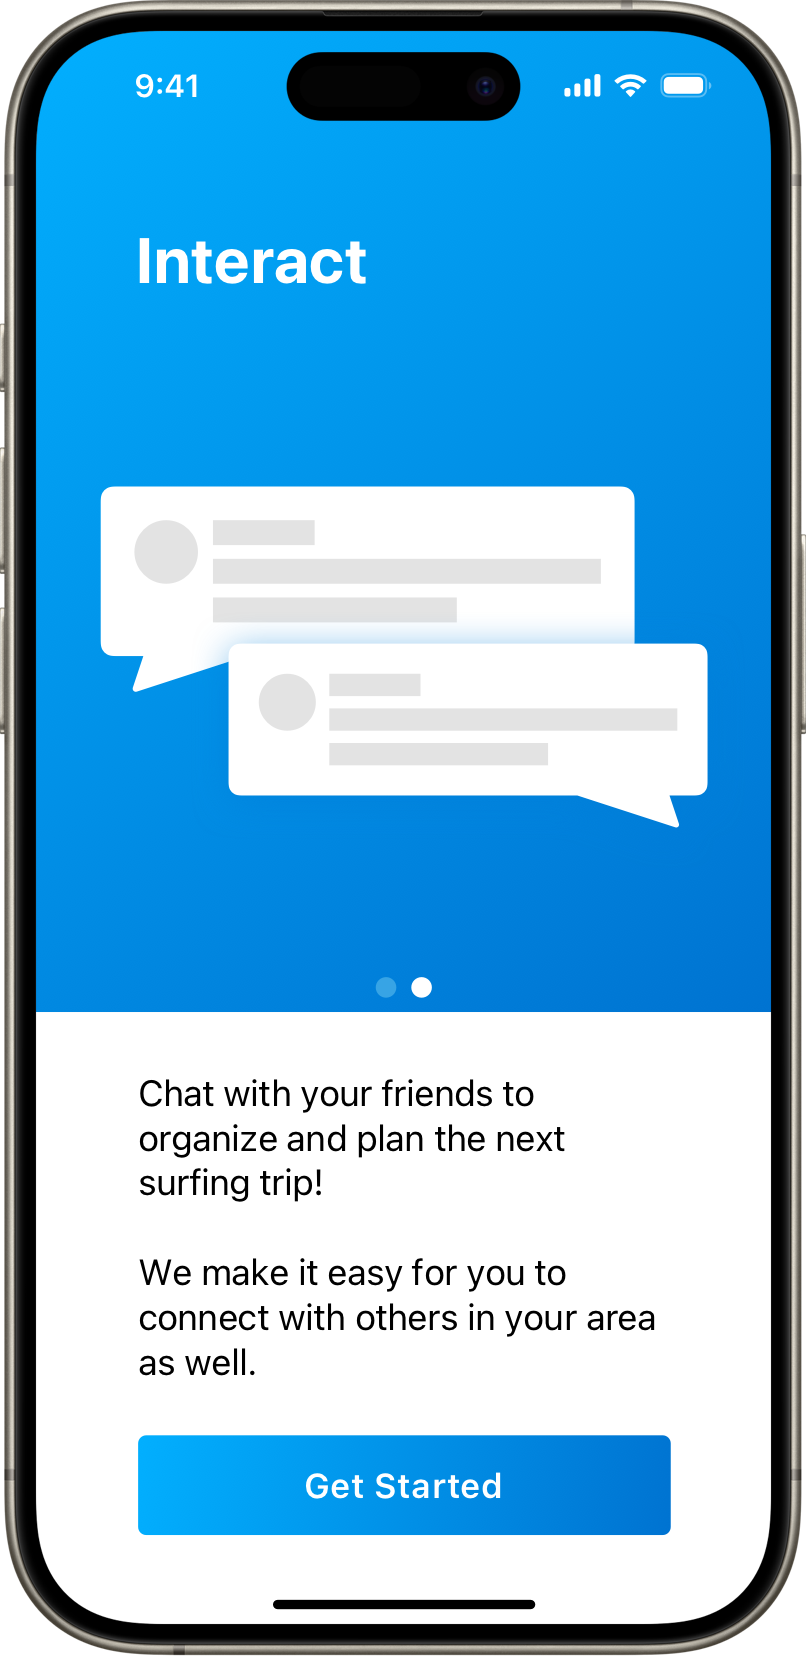 9:41
Interact
Chat with your friends to
organize and plan the next
surfing trip!
We make it easy for you to
connect with others in your area
as well.
Get Started